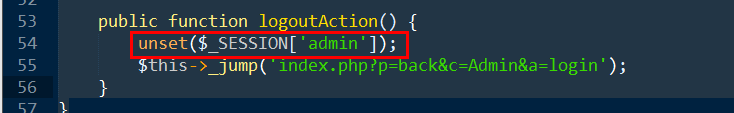 53 public function logoutAction() {
54 unset($_SESSION['admin']);
55 $this->_jump('index.php?p=back&c=Admin&a=login');
56 }
57 }